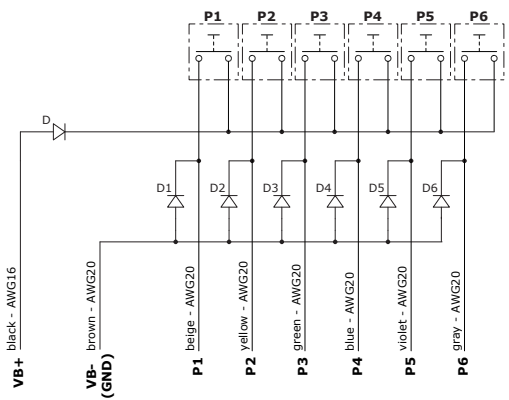 P1 P2 P3 P4 P5 P6
D
D1 D2 D3 D4 D5 D6
black - AWG16
brown - AWG20
beige - AWG20
yellow - AWG20
green - AWG20
blue - AWG20
violet - AWG20
gray - AWG20
VB+
VB-
(GND)
P1
P2
P3
P4
P5
P6